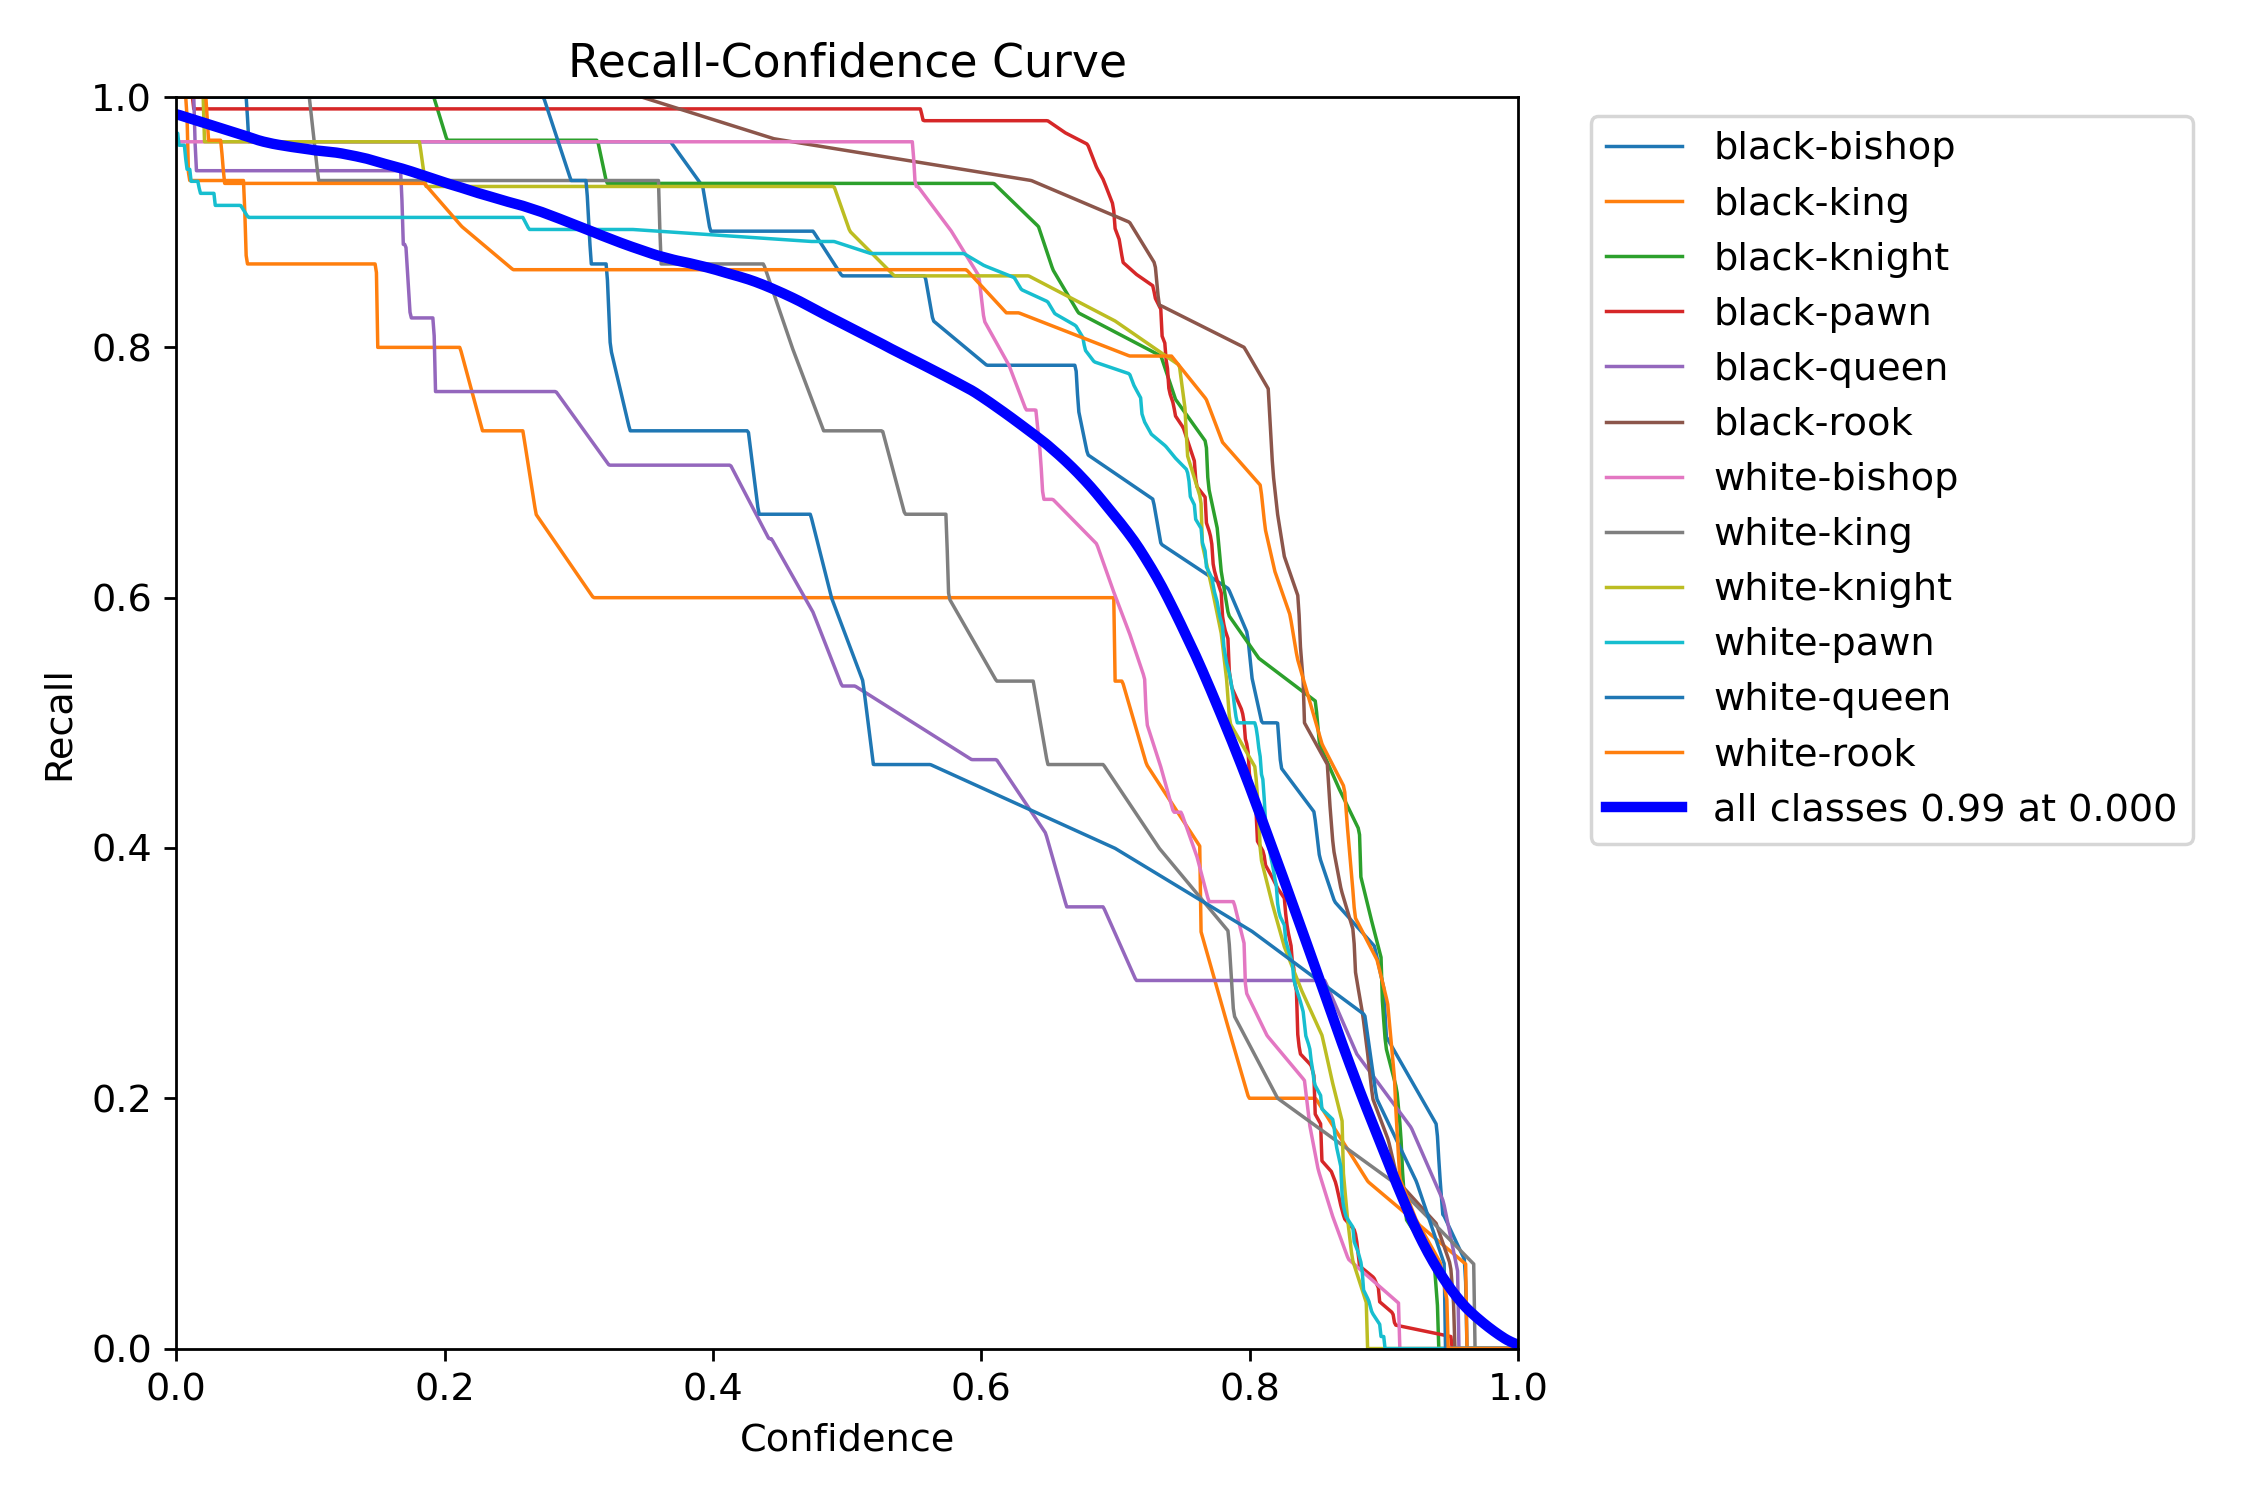 Recall-Confidence Curve
1.0
0.8
0.6
0.4
0.2
0.0
Recall
0.0 0.2 0.4 0.6 0.8 1.0
Confidence
black-bishop
black-king
black-knight
black-pawn
black-queen
black-rook
white-bishop
white-king
white-knight
white-pawn
white-queen
white-rook
all classes 0.99 at 0.000